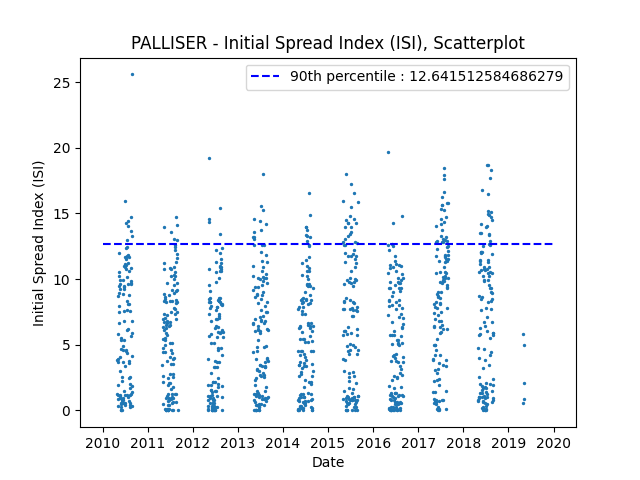 PALLISER - Initial Spread Index (ISI), Scatterplot
90th percentile : 12.641512584686279
Initial Spread Index (ISI)
25
20
15
10
5
0
2010 2011 2012 2013 2014 2015 2016 2017 2018 2019 2020
Date